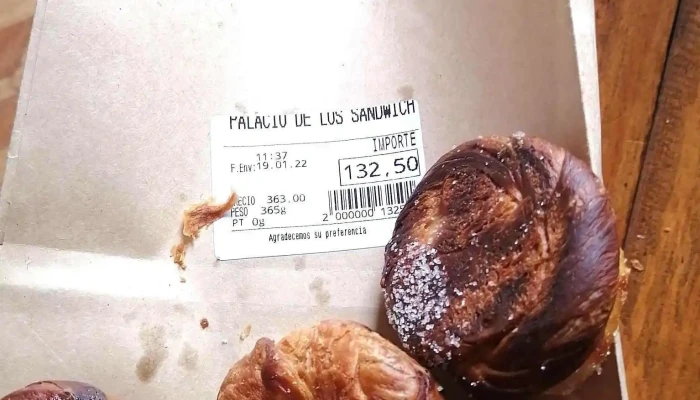 PALACIO DE LOS SANDWICH
IMPORTE
11:37
F.Env:19.01.22
132,50
ECIO 363,00
PESO 365g
PT 0g
2 000000 132
Agradecemos su preferencia